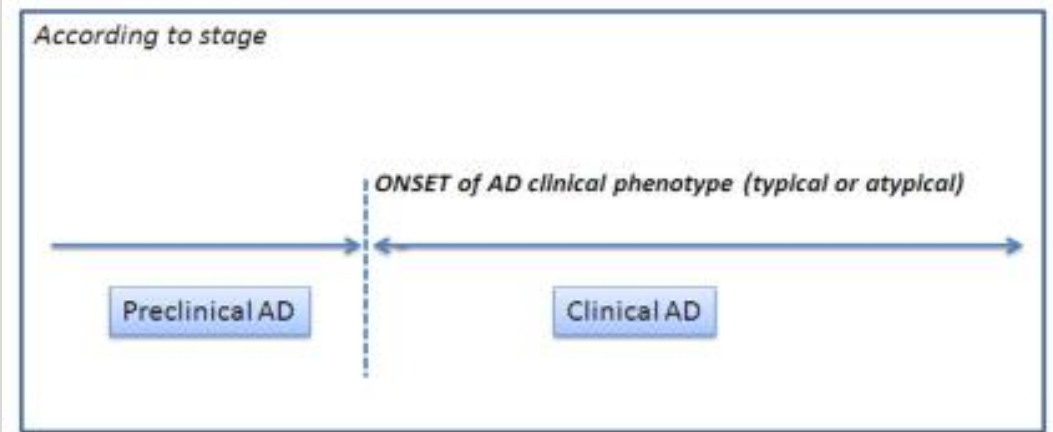 According to stage
ONSET of AD clinical phenotype (typical or atypical)
Preclinical AD
Clinical AD